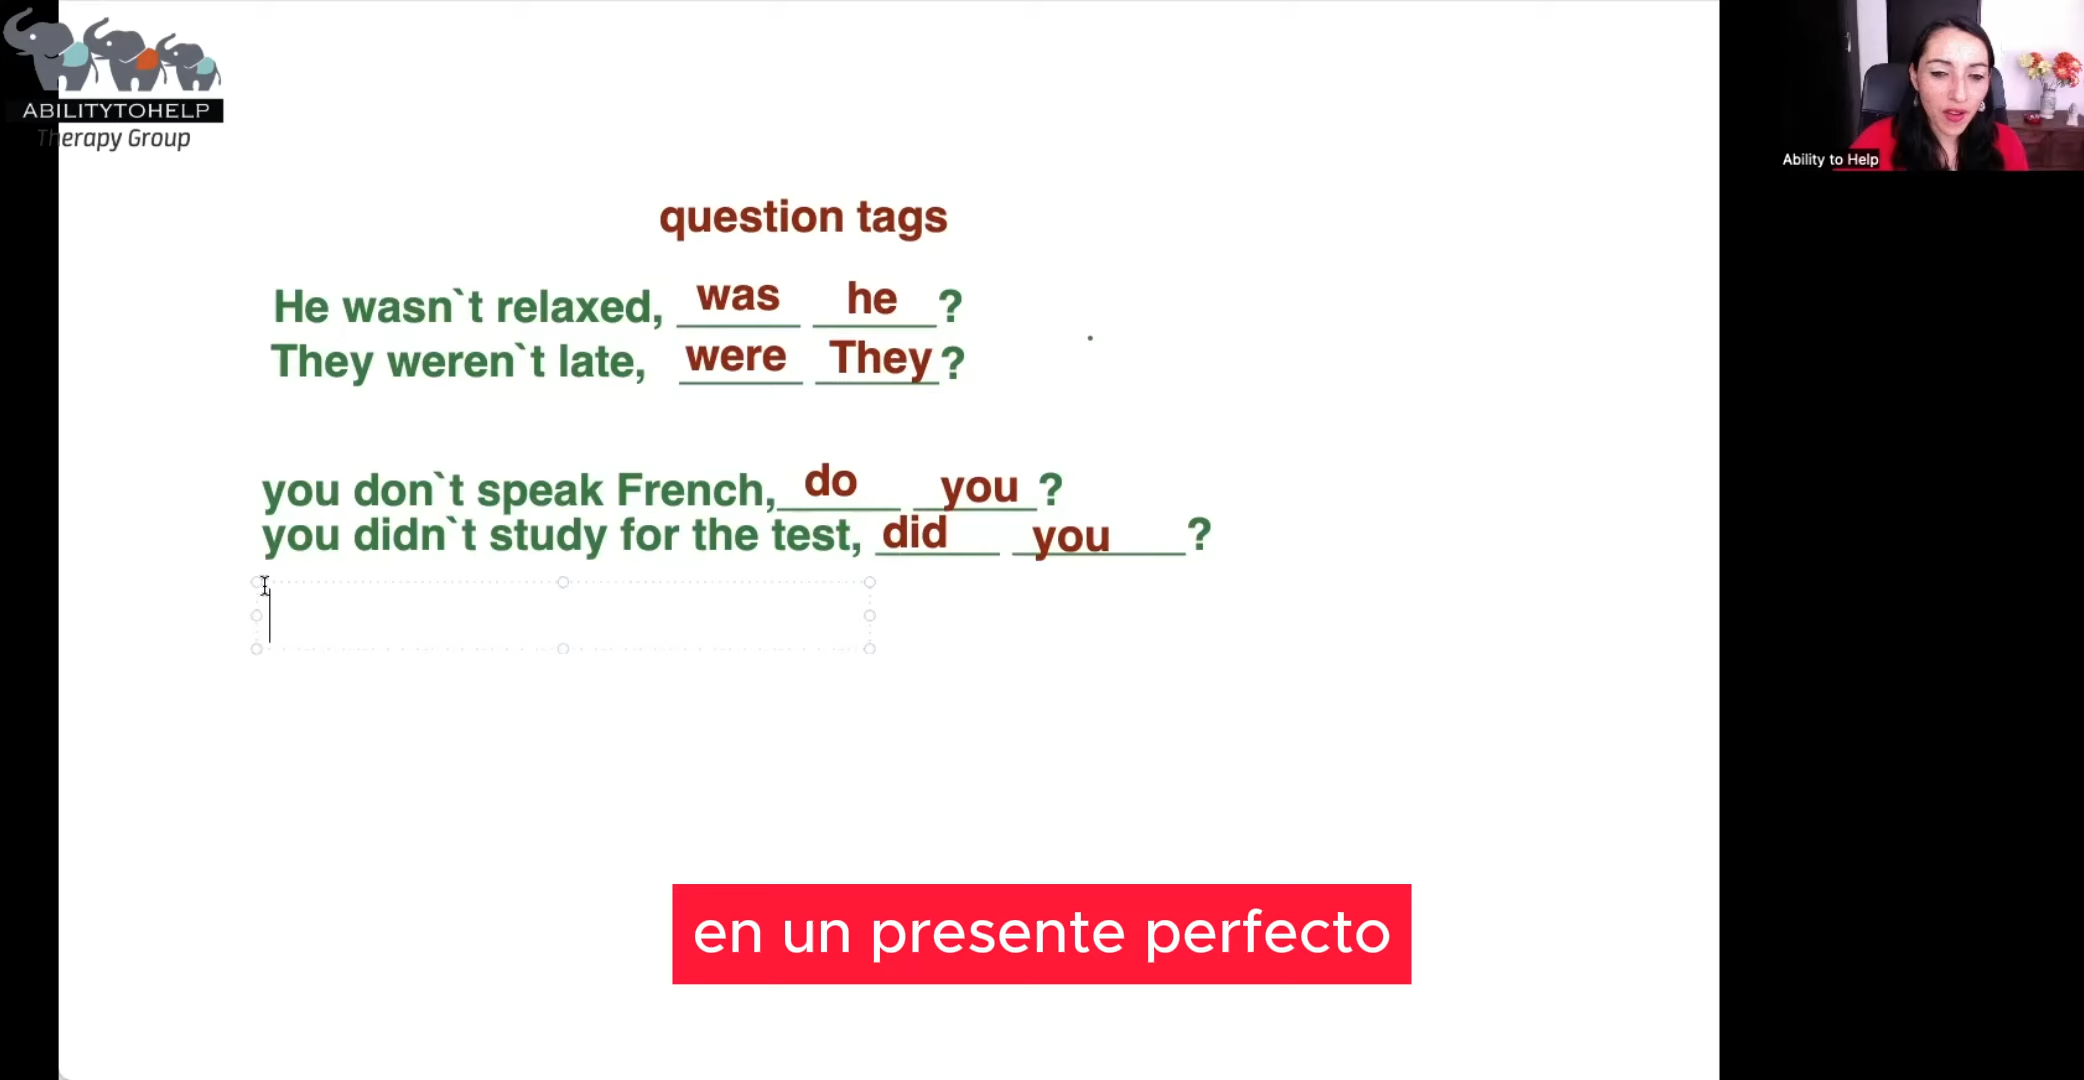 ABILITYTOHELP
Therapy Group
Ability to Help
question tags
He wasn`t relaxed, was he ?
They weren`t late, were They ?
you don`t speak French, do you ?
you didn`t study for the test, did you ?
en un presente perfecto